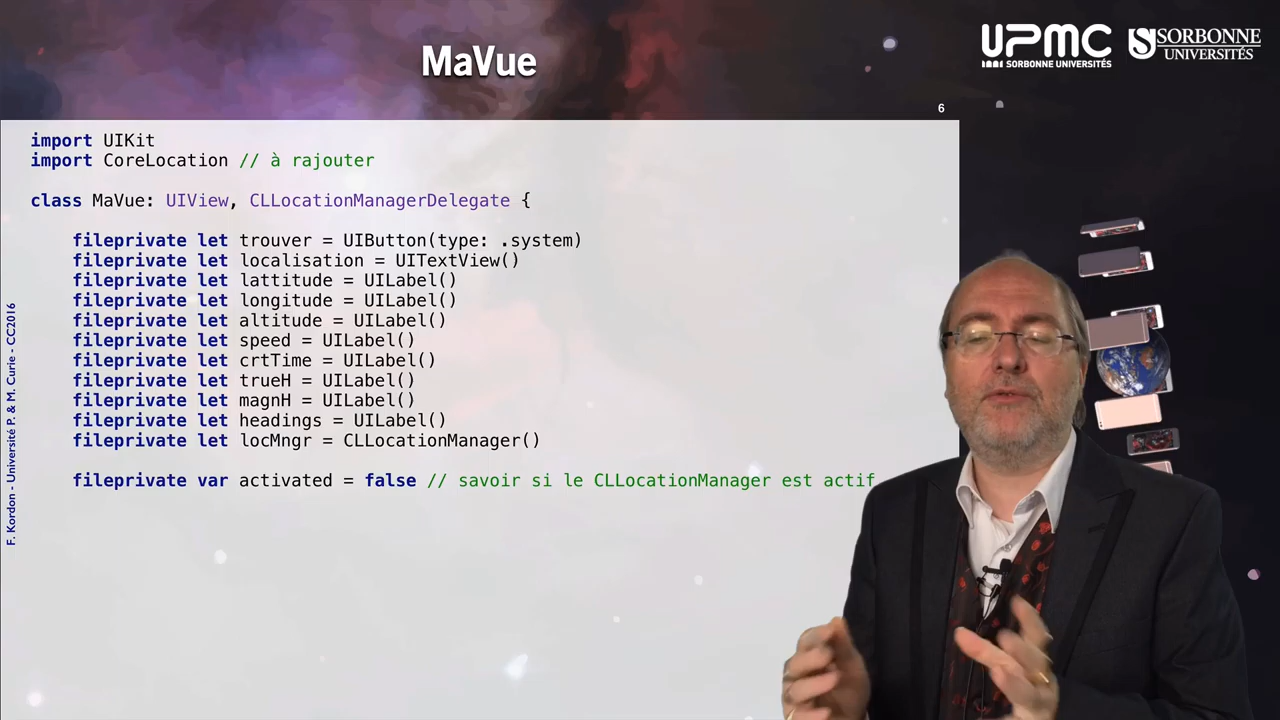 MaVue
UPMC
SORBONNE UNIVERSITÉS
SORBONNE
UNIVERSITÉS
6
import UIKit
import CoreLocation // à rajouter
class MaVue: UIView, CLLocationManagerDelegate {
fileprivate let trouver = UIButton(type: .system)
fileprivate let localisation = UITextView()
fileprivate let lattitude = UILabel()
fileprivate let longitude = UILabel()
fileprivate let altitude = UILabel()
fileprivate let speed = UILabel()
fileprivate let crtTime = UILabel()
fileprivate let trueH = UILabel()
fileprivate let magnH = UILabel()
fileprivate let headings = UILabel()
fileprivate let locMngr = CLLocationManager()
fileprivate var activated = false // savoir si le CLLocationManager est actif
F. Kordon - Université P. & M. Curie - CC2016